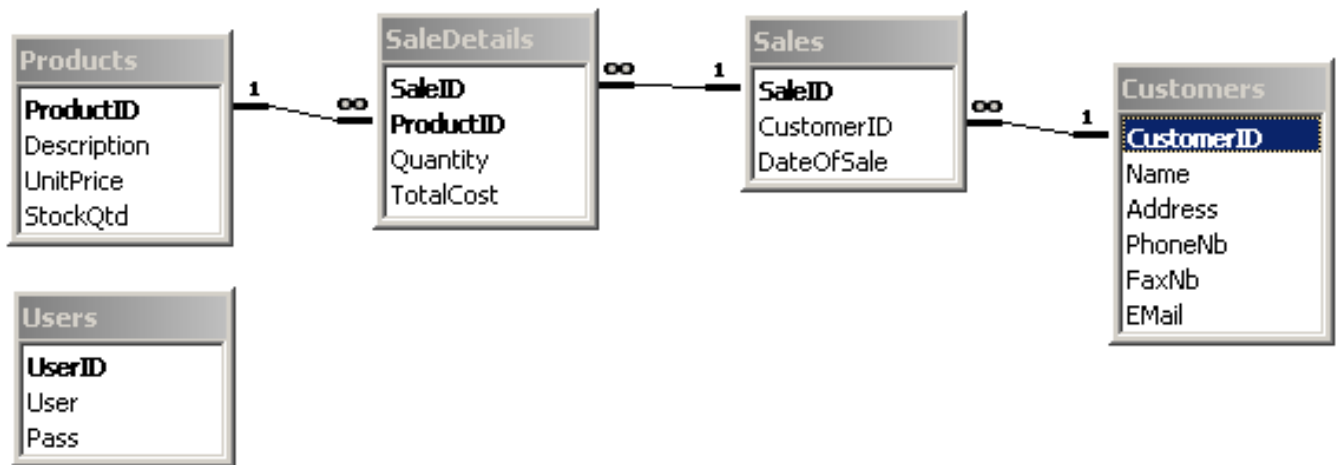 Products
ProductID
Description
UnitPrice
StockQtd
1
∞
SaleDetails
SaleID
ProductID
Quantity
TotalCost
∞
1
Sales
SaleID
CustomerID
DateOfSale
∞
1
Customers
CustomerID
Name
Address
PhoneNb
FaxNb
EMail
Users
UserID
User
Pass